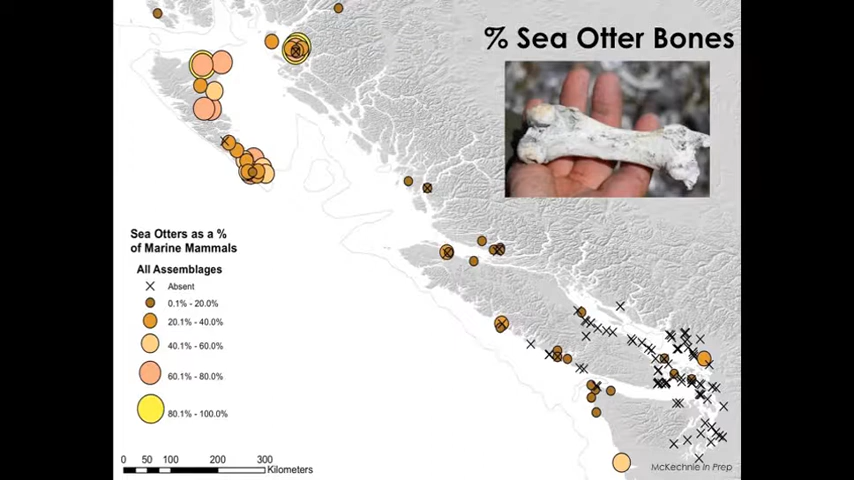 % Sea Otter Bones
Sea Otters as a %
of Marine Mammals
All Assemblages
Absent
0.1% - 20.0%
20.1% - 40.0%
40.1% - 60.0%
60.1% - 80.0%
80.1% - 100.0%
0 50 100 200 300
Kilometers
McKechnie In Prep